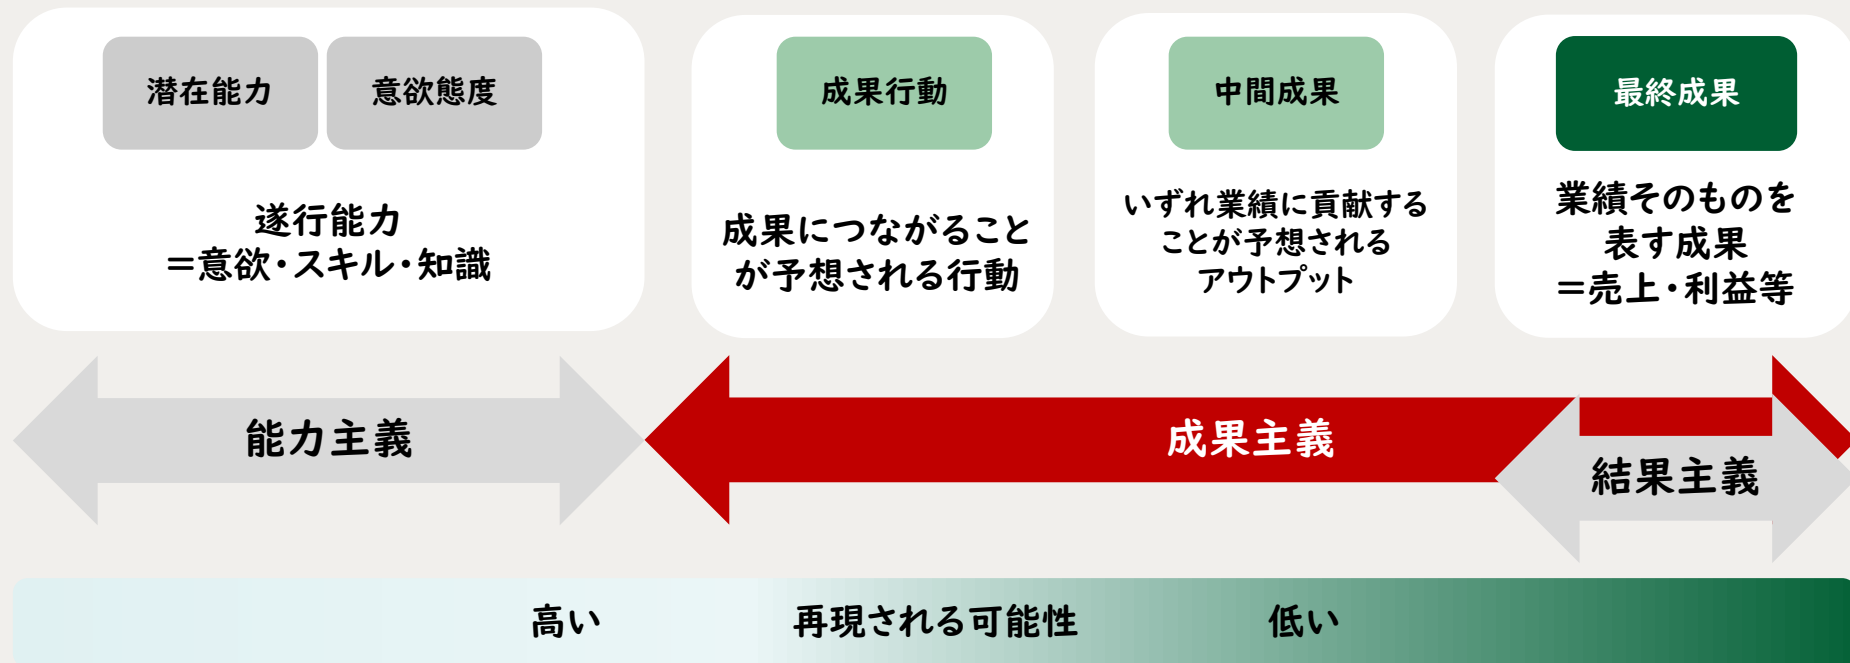 潜在能力
意欲態度
遂行能力
＝意欲・スキル・知識
成果行動
成果につながること
が予想される行動
中間成果
いずれ業績に貢献する
ことが予想される
アウトプット
最終成果
業績そのものを
表す成果
＝売上・利益等
能力主義
成果主義
結果主義
高い
再現される可能性
低い